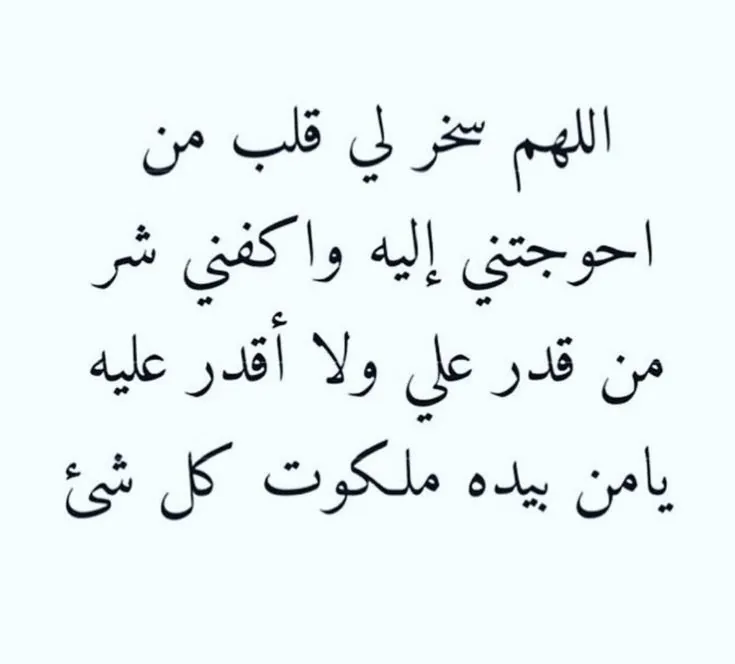 اللهم سخر لي قلب من
احوجتني إليه واكفني شر
من قدر علي ولا أقدر عليه
يامن بيده ملكوت كل شئ